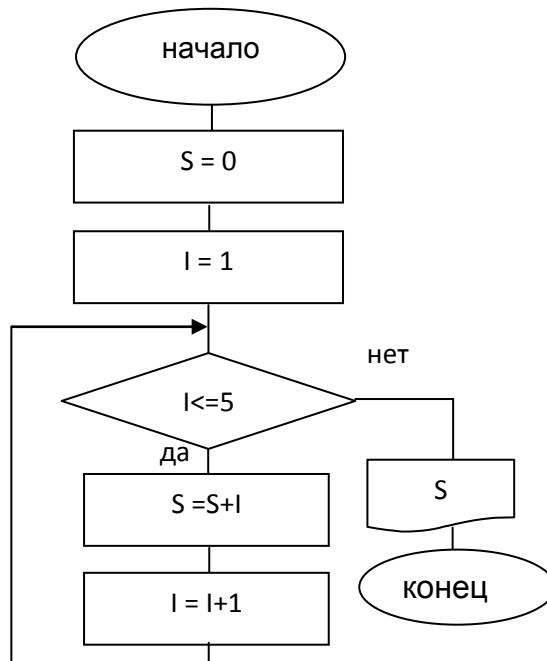 начало
S = 0
I = 1
нет
I<=5
да
S =S+I
S
I = I+1
конец